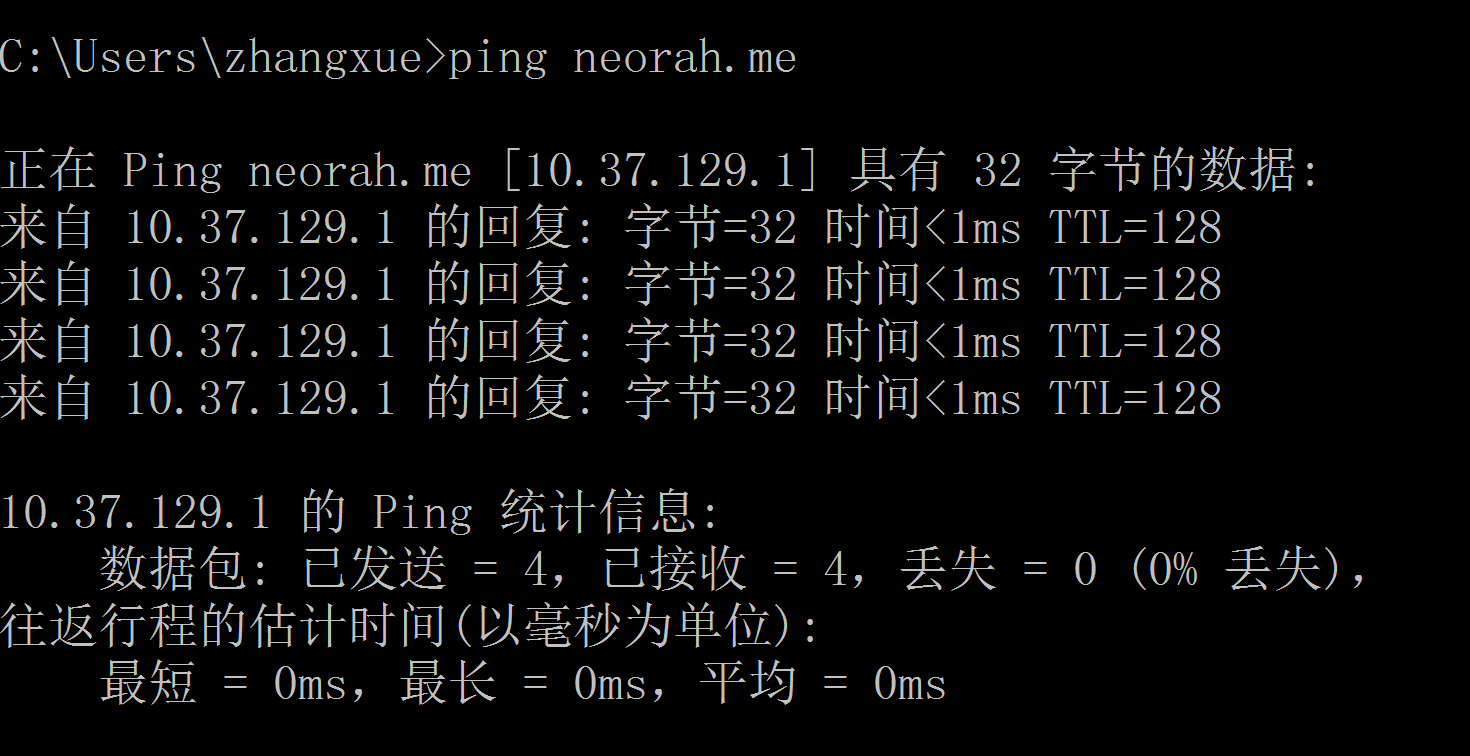 C:\Users\zhangxue>ping neorah.me
正在 Ping neorah.me [10.37.129.1] 具有 32 字节的数据:
来自 10.37.129.1 的回复: 字节=32 时间<1ms TTL=128
来自 10.37.129.1 的回复: 字节=32 时间<1ms TTL=128
来自 10.37.129.1 的回复: 字节=32 时间<1ms TTL=128
来自 10.37.129.1 的回复: 字节=32 时间<1ms TTL=128
10.37.129.1 的 Ping 统计信息:
数据包: 已发送 = 4，已接收 = 4，丢失 = 0 (0% 丢失)，
往返行程的估计时间(以毫秒为单位):
最短 = 0ms，最长 = 0ms，平均 = 0ms